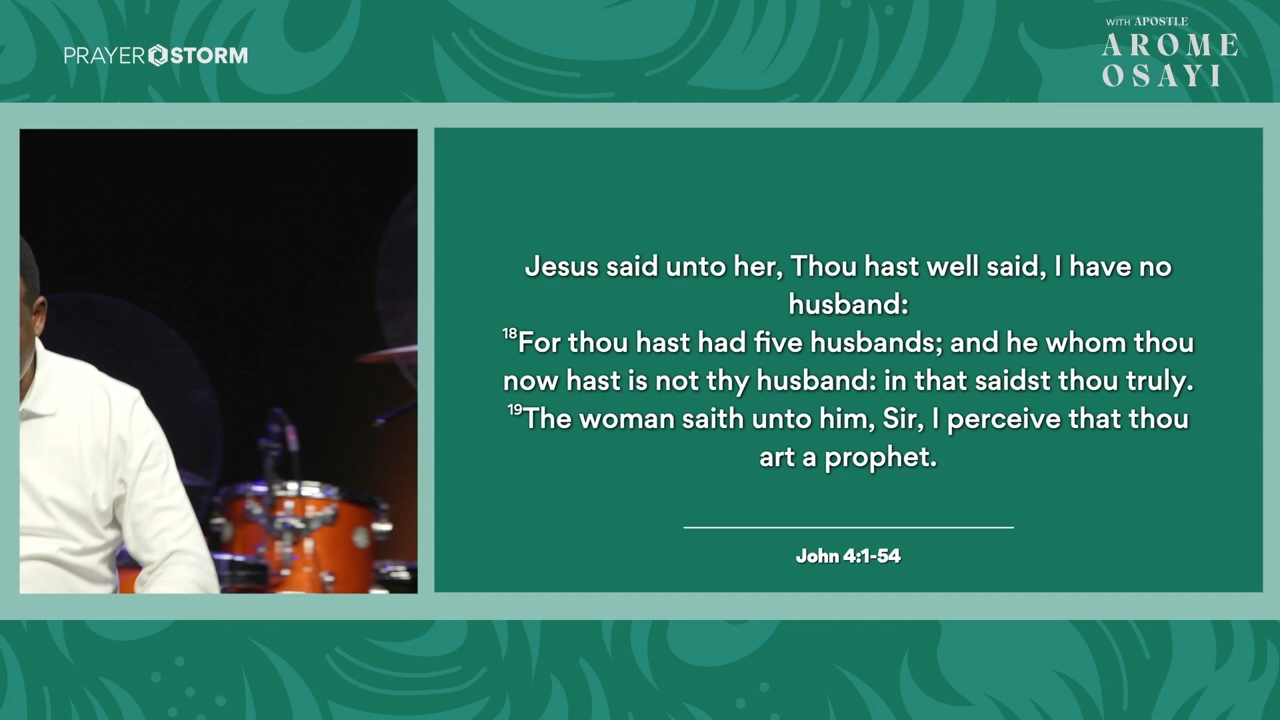 PRAYER STORM
WITH APOSTLE
AROME
OSAYI
Jesus said unto her, Thou hast well said, I have no
husband:
18For thou hast had five husbands; and he whom thou
now hast is not thy husband: in that saidst thou truly.
19The woman saith unto him, Sir, I perceive that thou
art a prophet.
John 4:1-54